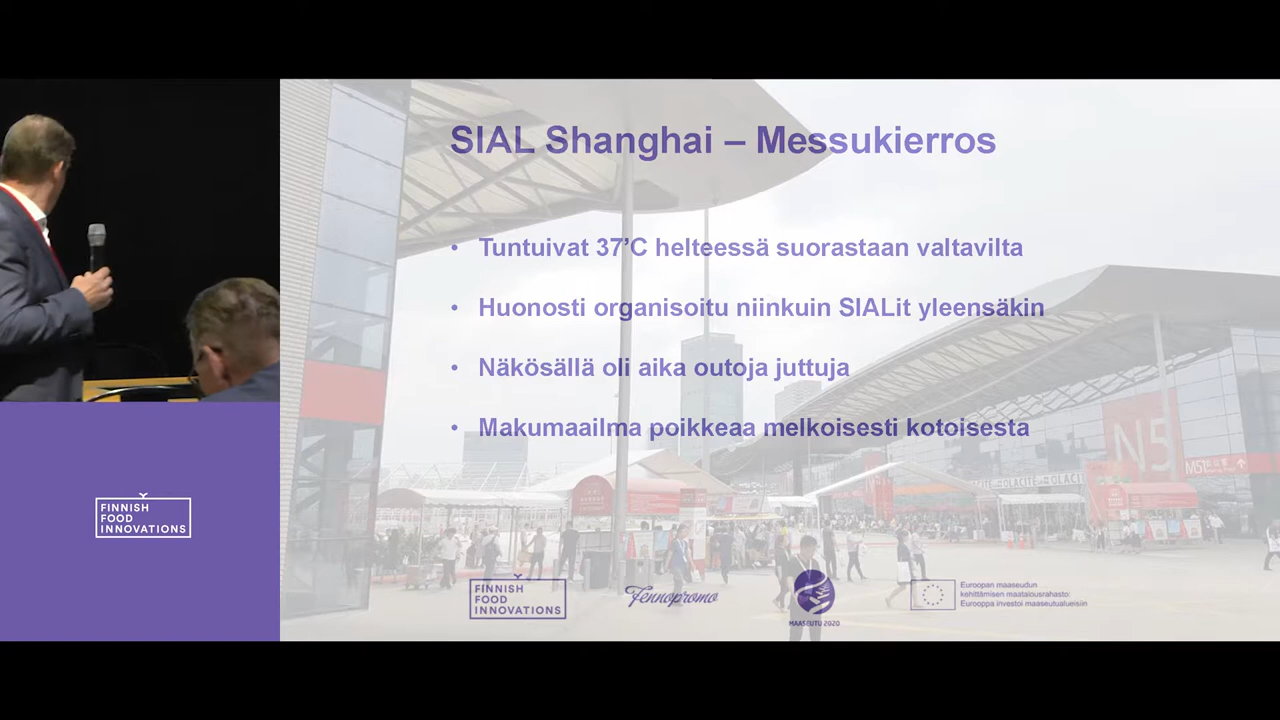 SIAL Shanghai – Messukierros
• Tuntuivat 37'C helteessä suorastaan valtavilta
• Huonosti organisoitu niinkuin SIALit yleensäkin
• Näkösällä oli aika outoja juttuja
• Makumaailma poikkeaa melkoisesti kotoisesta
N5
M51
FINNISH
FOOD
INNOVATIONS
FINNISH
FOOD
INNOVATIONS
Fennopromo
MAASEUTU 2020
Euroopan maaseudun
kehittämisen maatalousrahasto:
Eurooppa investoi maaseutualueisiin